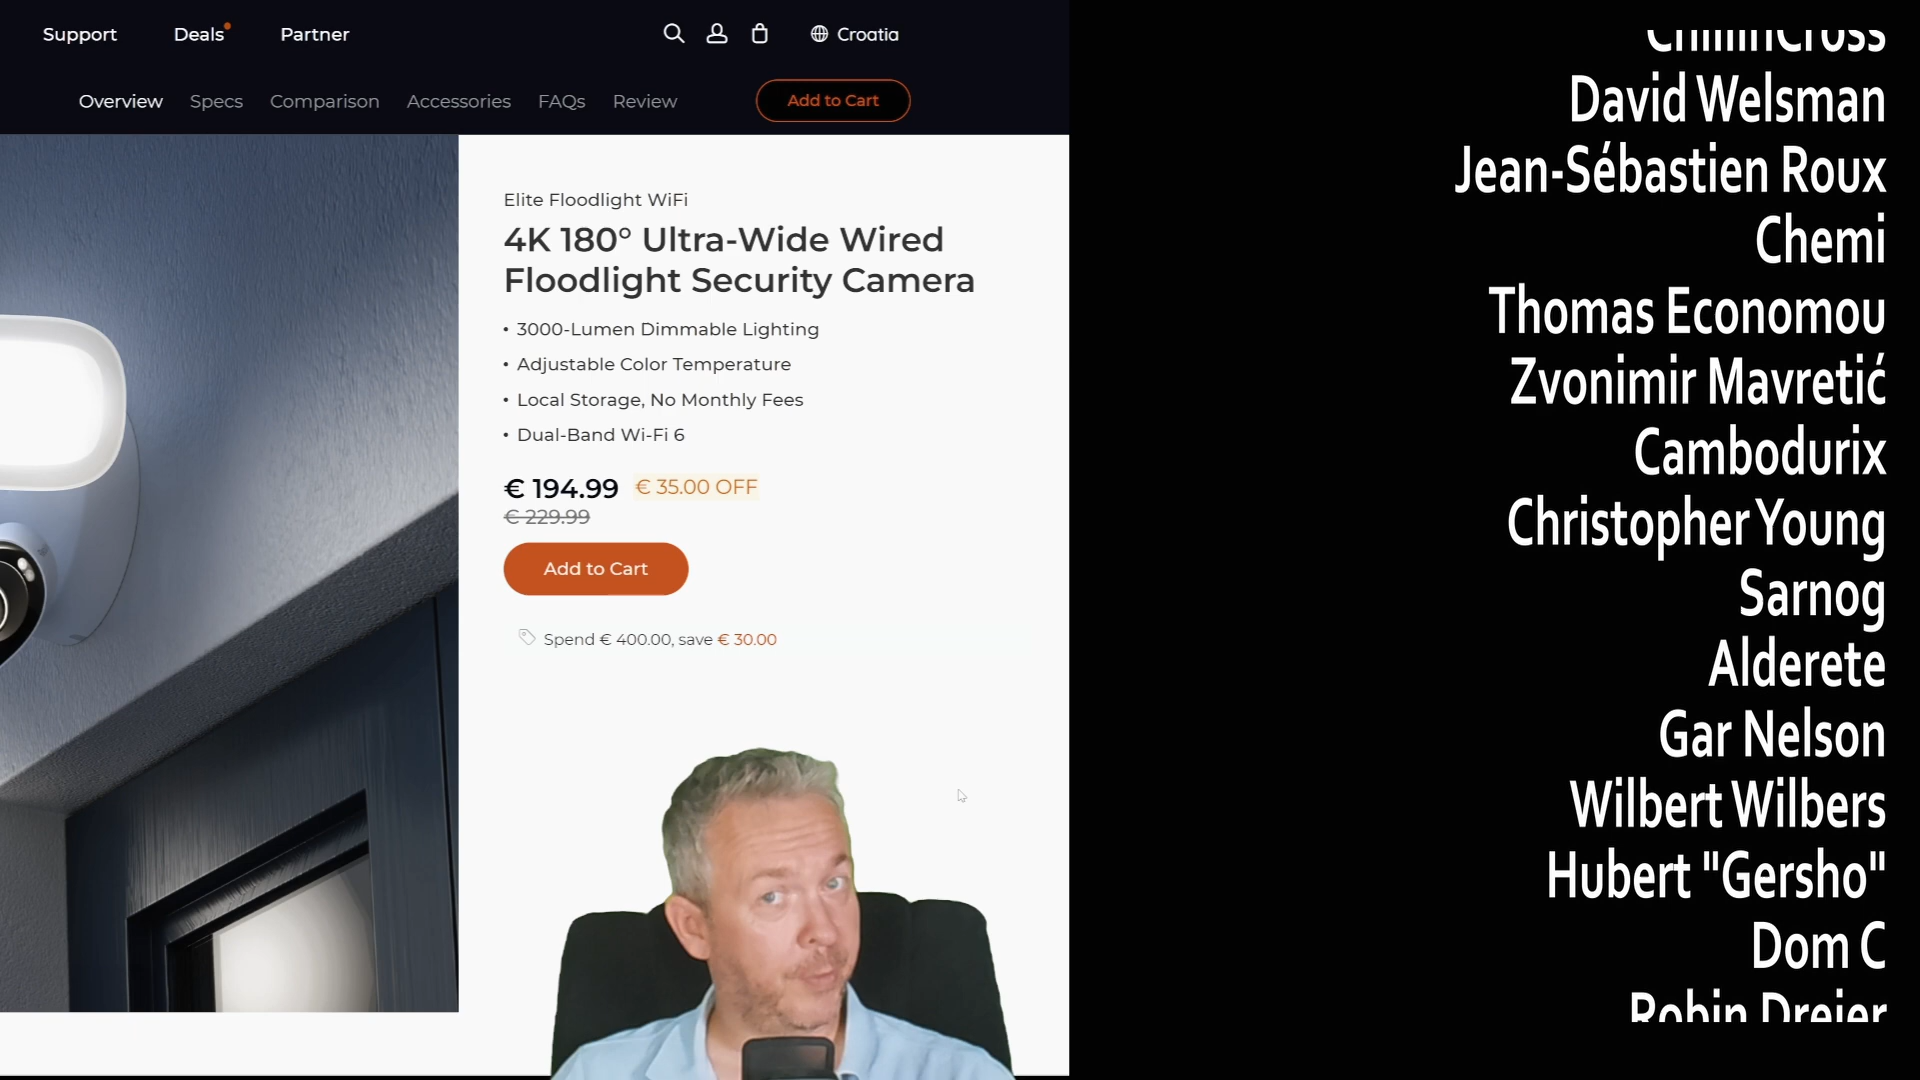 Support
Deals
Partner
Croatia
Overview
Specs
Comparison
Accessories
FAQs
Review
Add to Cart
Elite Floodlight WiFi
4K 180° Ultra-Wide Wired
Floodlight Security Camera
• 3000-Lumen Dimmable Lighting
• Adjustable Color Temperature
• Local Storage, No Monthly Fees
• Dual-Band Wi-Fi 6
€ 194.99 € 35.00 OFF
€ 229.99
Add to Cart
Spend € 400.00, save € 30.00
David Welsman
Jean-Sébastien Roux
Chemi
Thomas Economou
Zvonimir Mavretić
Cambodurix
Christopher Young
Sarnog
Alderete
Gar Nelson
Wilbert Wilbers
Hubert "Gersho"
Dom C
Robin Dreier